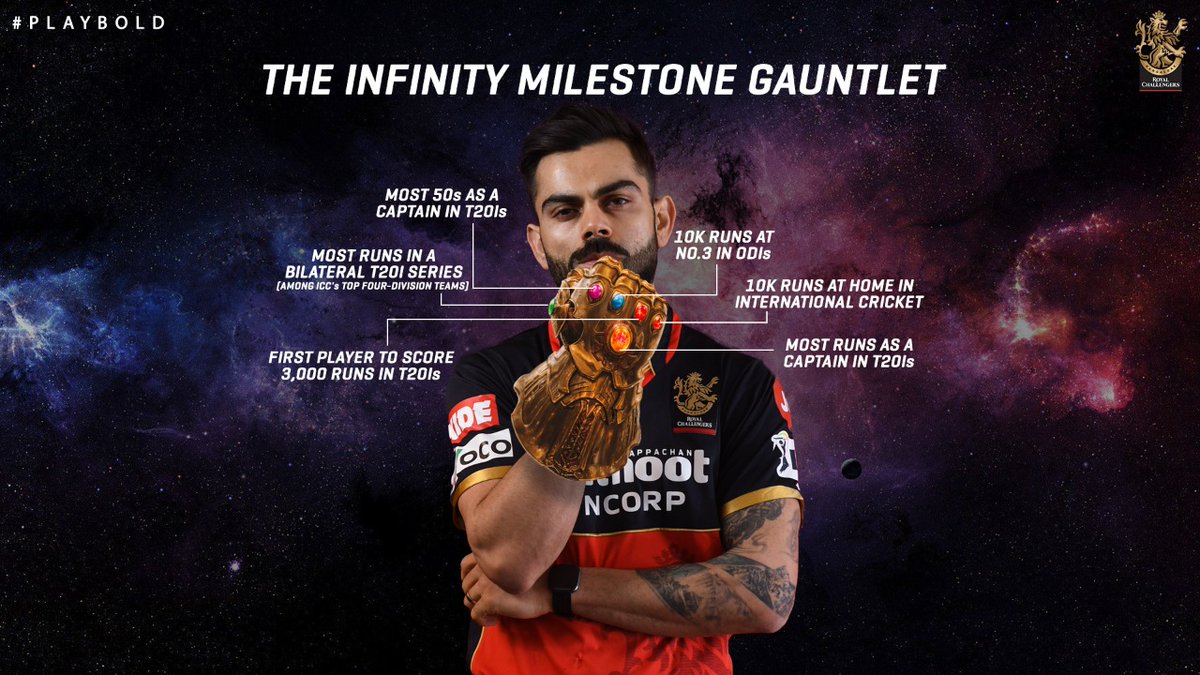 #PLAYBOLD
ROYAL
CHALLENGERS
THE INFINITY MILESTONE GAUNTLET
MOST 50s AS A
CAPTAIN IN T20Is
MOST RUNS IN A
BILATERAL T20I SERIES
(AMONG ICC's TOP FOUR-DIVISION TEAMS)
FIRST PLAYER TO SCORE
3,000 RUNS IN T20Is
10K RUNS AT
NO.3 IN ODIs
10K RUNS AT HOME IN
INTERNATIONAL CRICKET
MOST RUNS AS A
CAPTAIN IN T20Is
ROYAL
CHALLENGERS
APPACHAN
NCORP